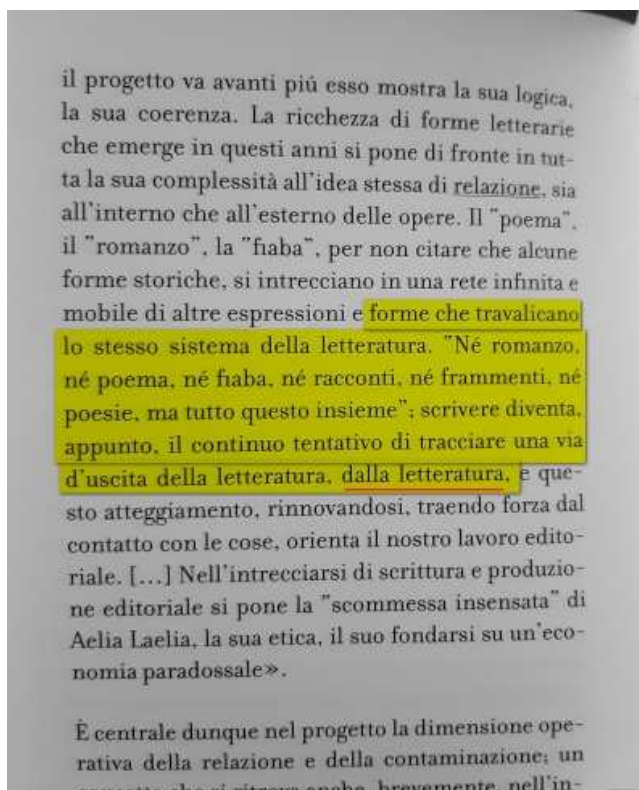 il progetto va avanti piú esso mostra la sua logica,
la sua coerenza. La ricchezza di forme letterarie
che emerge in questi anni si pone di fronte in tut-
ta la sua complessità all'idea stessa di relazione, sia
all'interno che all'esterno delle opere. Il "poema",
il "romanzo", la "fiaba", per non citare che alcune
forme storiche, si intrecciano in una rete infinita e
mobile di altre espressioni e forme che travalicano
lo stesso sistema della letteratura. "Né romanzo,
né poema, né fiaba, né racconti, né frammenti, né
poesie, ma tutto questo insieme"; scrivere diventa,
appunto, il continuo tentativo di tracciare una via
d'uscita della letteratura, dalla letteratura, e que-
sto atteggiamento, rinnovandosi, traendo forza dal
contatto con le cose, orienta il nostro lavoro edito-
riale. [...] Nell'intrecciarsi di scrittura e produzio-
ne editoriale si pone la "scommessa insensata" di
Aelia Laelia, la sua etica, il suo fondarsi su un'eco-
nomia paradossale».
È centrale dunque nel progetto la dimensione ope-
rativa della relazione e della contaminazione; un
che si ritrova anche, brevemente, nell'in-